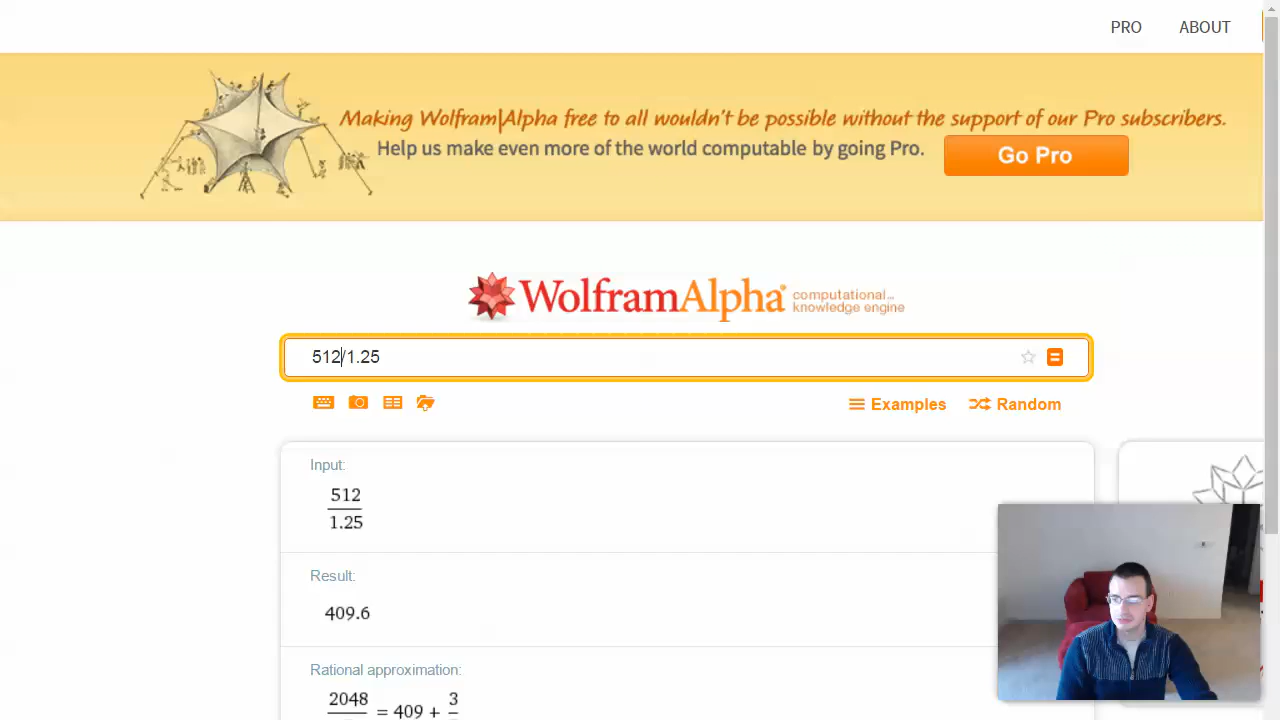 PRO ABOUT
Making Wolfram|Alpha free to all wouldn't be possible without the support of our Pro subscribers.
Help us make even more of the world computable by going Pro.
Go Pro
WolframAlpha computational...
knowledge engine
512/1.25
Examples Random
Input:
512
1.25
Result:
409.6
Rational approximation:
2048 = 409 + 3